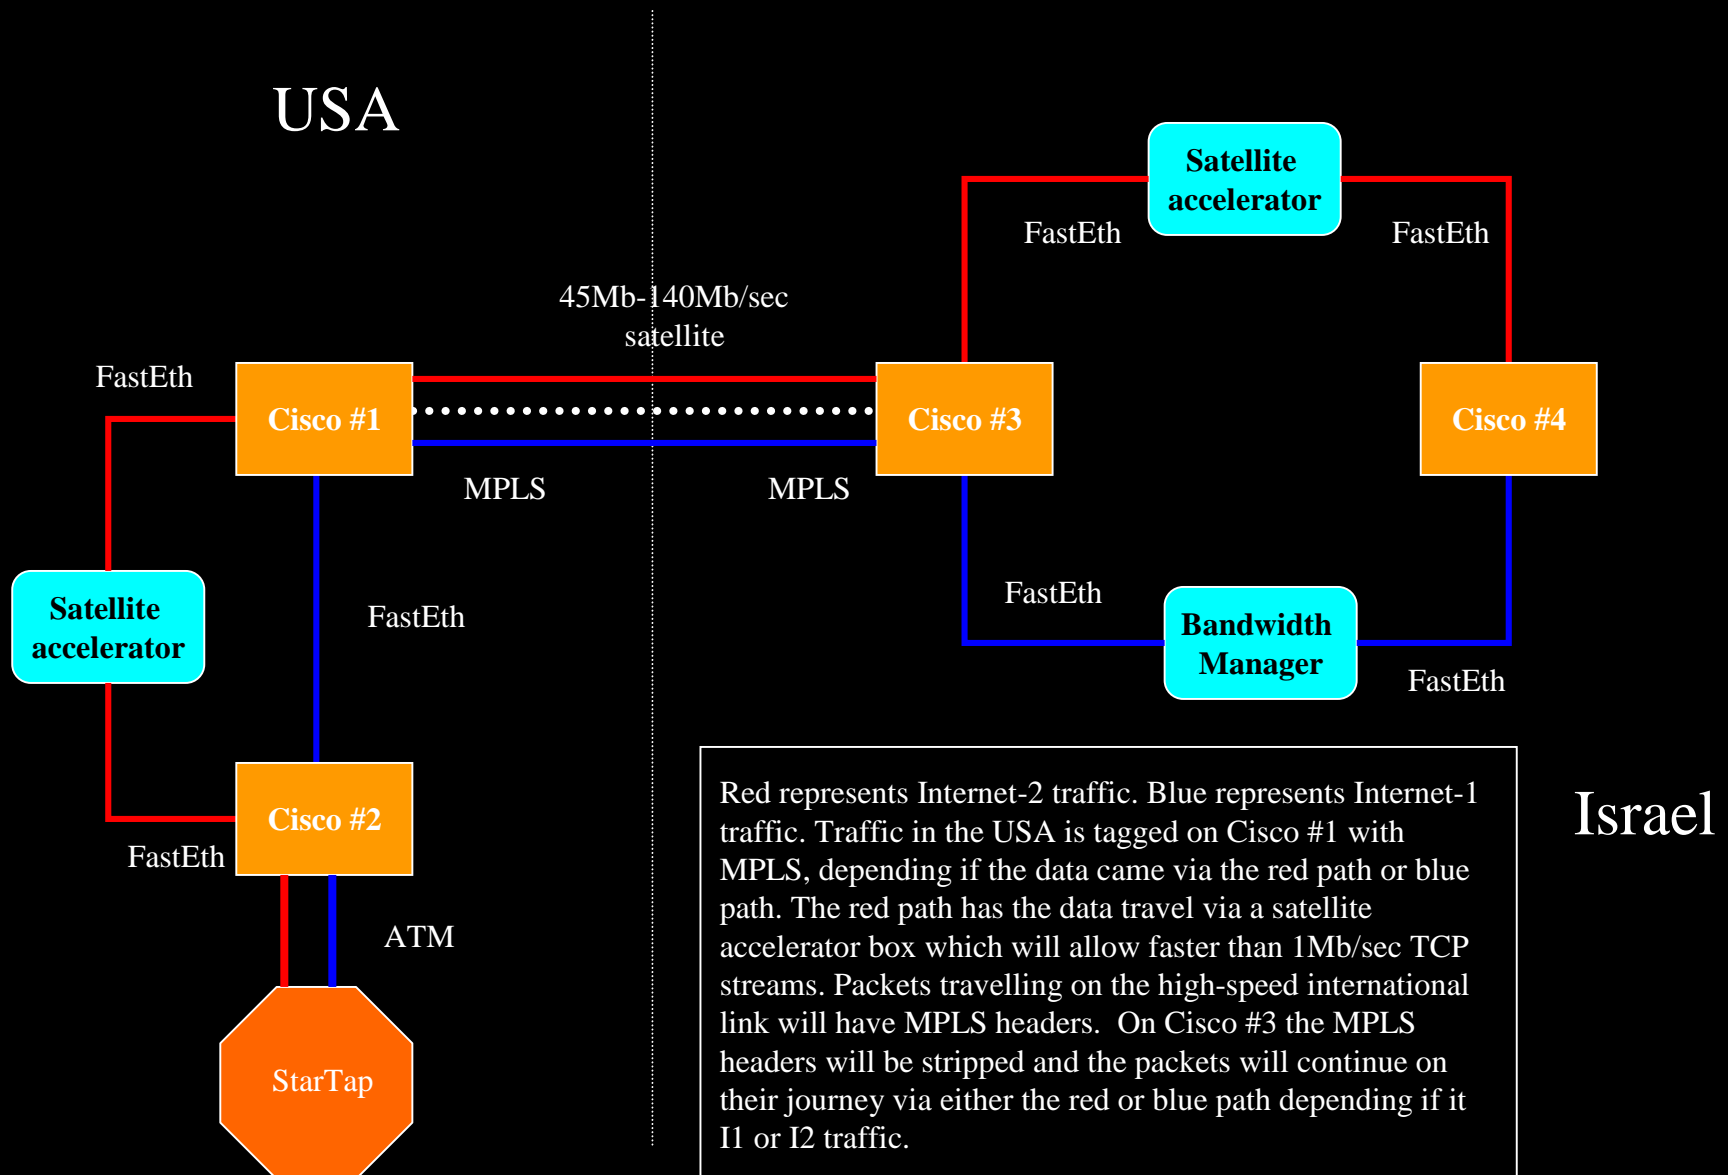 USA
Satellite
accelerator
FastEth
FastEth
45Mb-140Mb/sec
satellite
FastEth
Cisco #1
Cisco #3
Cisco #4
MPLS
MPLS
Satellite
accelerator
FastEth
FastEth
Bandwidth
Manager
FastEth
Cisco #2
FastEth
ATM
StarTap
Red represents Internet-2 traffic. Blue represents Internet-1
traffic. Traffic in the USA is tagged on Cisco #1 with
MPLS, depending if the data came via the red path or blue
path. The red path has the data travel via a satellite
accelerator box which will allow faster than 1Mb/sec TCP
streams. Packets travelling on the high-speed international
link will have MPLS headers.  On Cisco #3 the MPLS
headers will be stripped and the packets will continue on
their journey via either the red or blue path depending if it
I1 or I2 traffic.
Israel